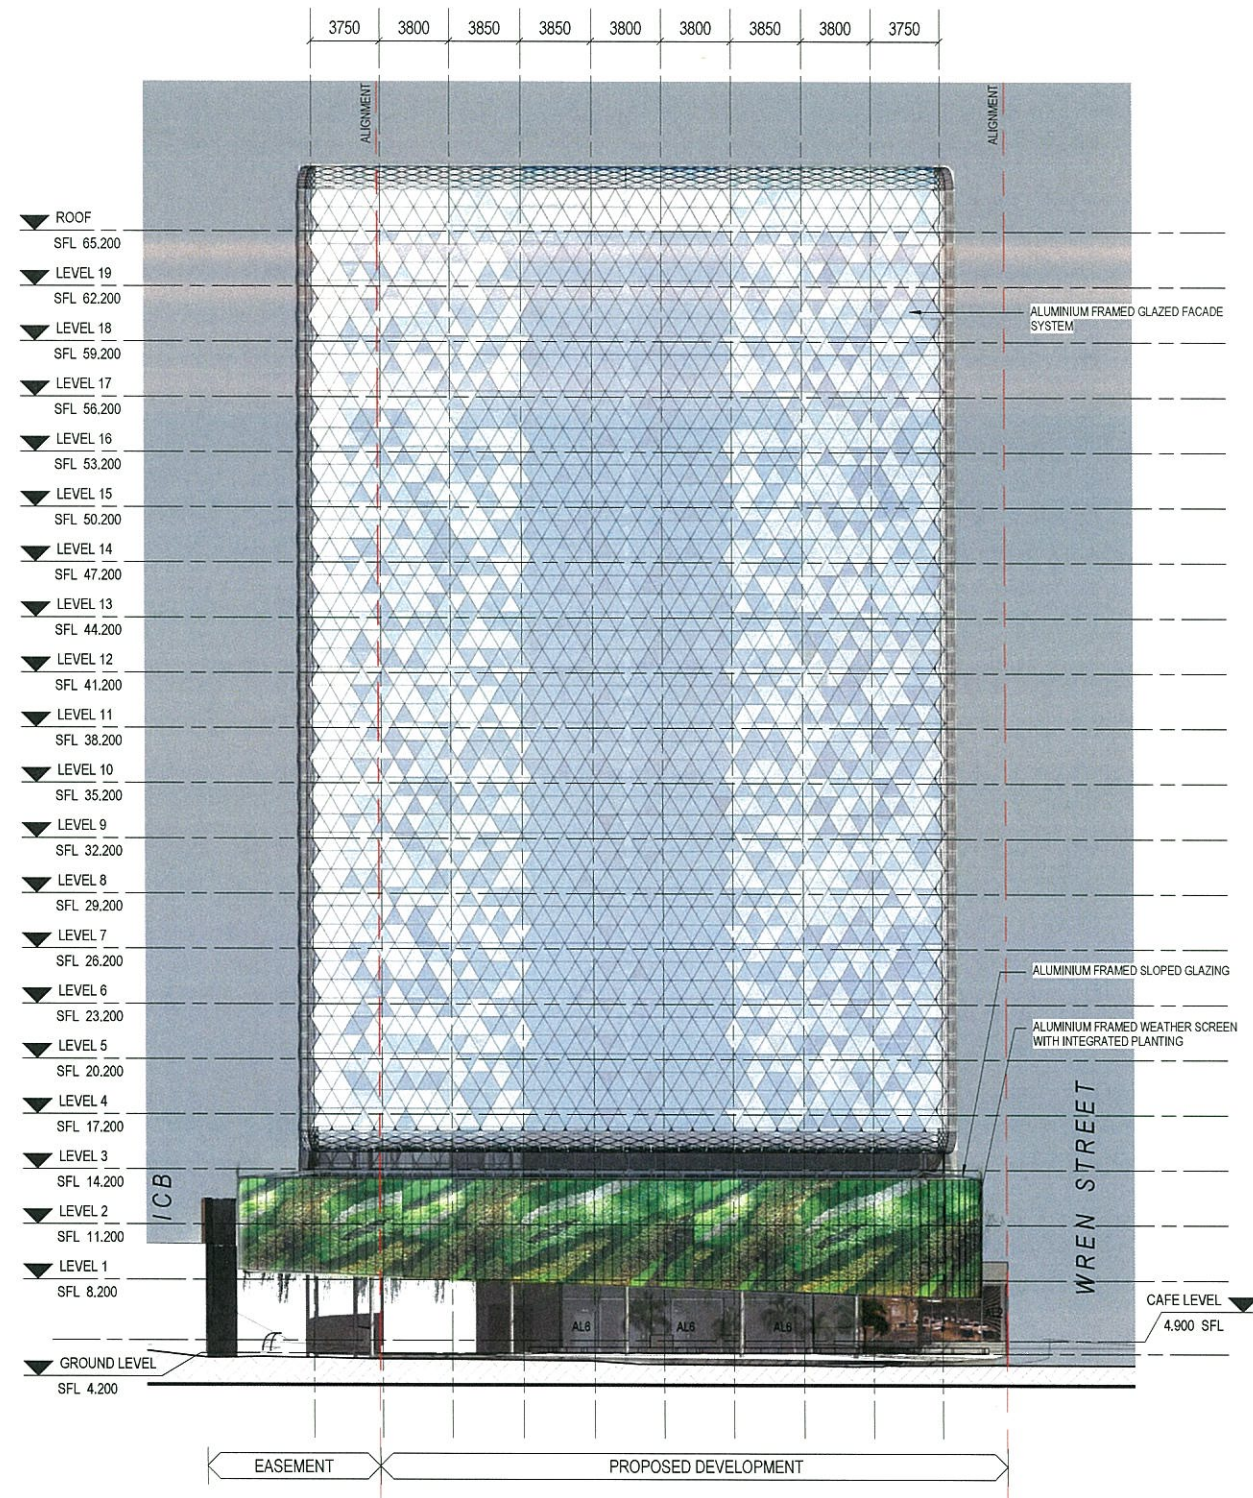 3750 3800 3850 3850 3800 3800 3850 3800 3750
ALIGNMENT
ALIGNMENT
ROOF
SFL 65.200
LEVEL 19
SFL 62.200
ALUMINIUM FRAMED GLAZED FACADE
SYSTEM
LEVEL 18
SFL 59.200
LEVEL 17
SFL 56.200
LEVEL 16
SFL 53.200
LEVEL 15
SFL 50.200
LEVEL 14
SFL 47.200
LEVEL 13
SFL 44.200
LEVEL 12
SFL 41.200
LEVEL 11
SFL 38.200
LEVEL 10
SFL 35.200
LEVEL 9
SFL 32.200
LEVEL 8
SFL 29.200
LEVEL 7
SFL 26.200
ALUMINIUM FRAMED SLOPED GLAZING
LEVEL 6
SFL 23.200
ALUMINIUM FRAMED WEATHER SCREEN
WITH INTEGRATED PLANTING
LEVEL 5
SFL 20.200
LEVEL 4
SFL 17.200
LEVEL 3
SFL 14.200
ICB
WREN STREET
LEVEL 2
SFL 11.200
LEVEL 1
SFL 8.200
CAFE LEVEL
4.900 SFL
AL6 AL6 AL6
GROUND LEVEL
SFL 4.200
EASEMENT
PROPOSED DEVELOPMENT